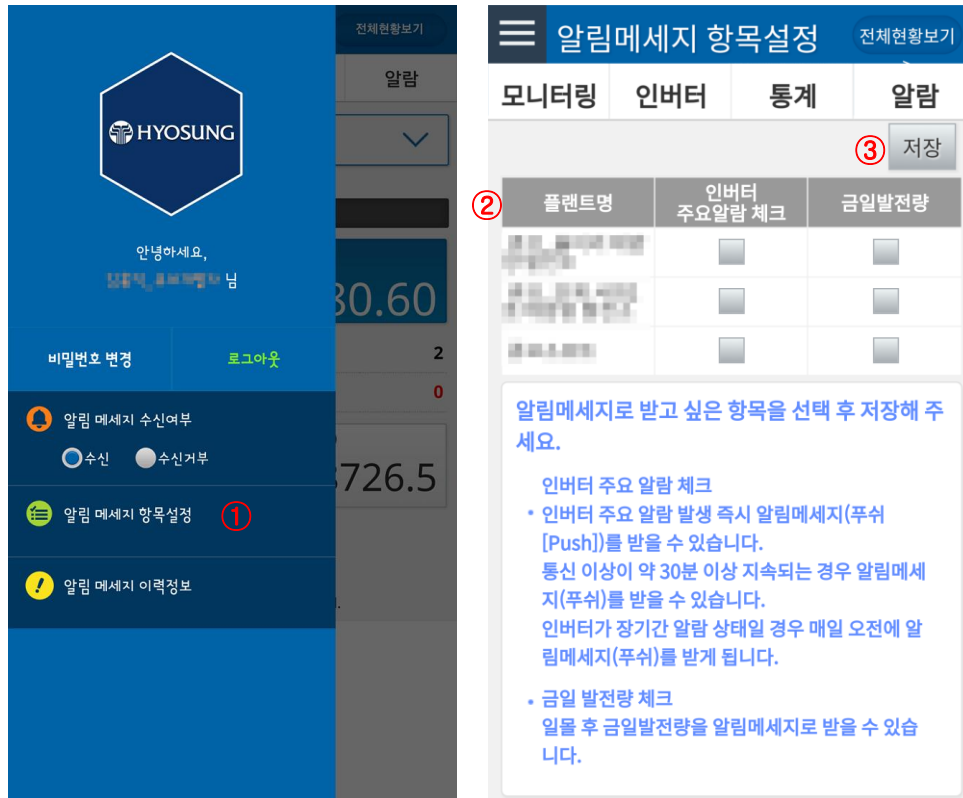 전체현황보기
알람
HYOSUNG
안녕하세요,
님
30.60
비밀번호 변경
로그아웃
2
0
알림 메세지 수신여부
수신
수신거부
726.5
알림 메세지 항목설정
①
알림 메세지 이력정보
알림메세지 항목설정
전체현황보기
모니터링
인버터
통계
알람
③
저장
②
플랜트명
인버터
주요알람 체크
금일발전량
알림메세지로 받고 싶은 항목을 선택 후 저장해 주
세요.
인버터 주요 알람 체크
• 인버터 주요 알람 발생 즉시 알림메세지(푸쉬
[Push])를 받을 수 있습니다.
통신 이상이 약 30분 이상 지속되는 경우 알림메세
지(푸쉬)를 받을 수 있습니다.
인버터가 장기간 알람 상태일 경우 매일 오전에 알
림메세지(푸쉬)를 받게 됩니다.
• 금일 발전량 체크
일몰 후 금일발전량을 알림메세지로 받을 수 있습
니다.